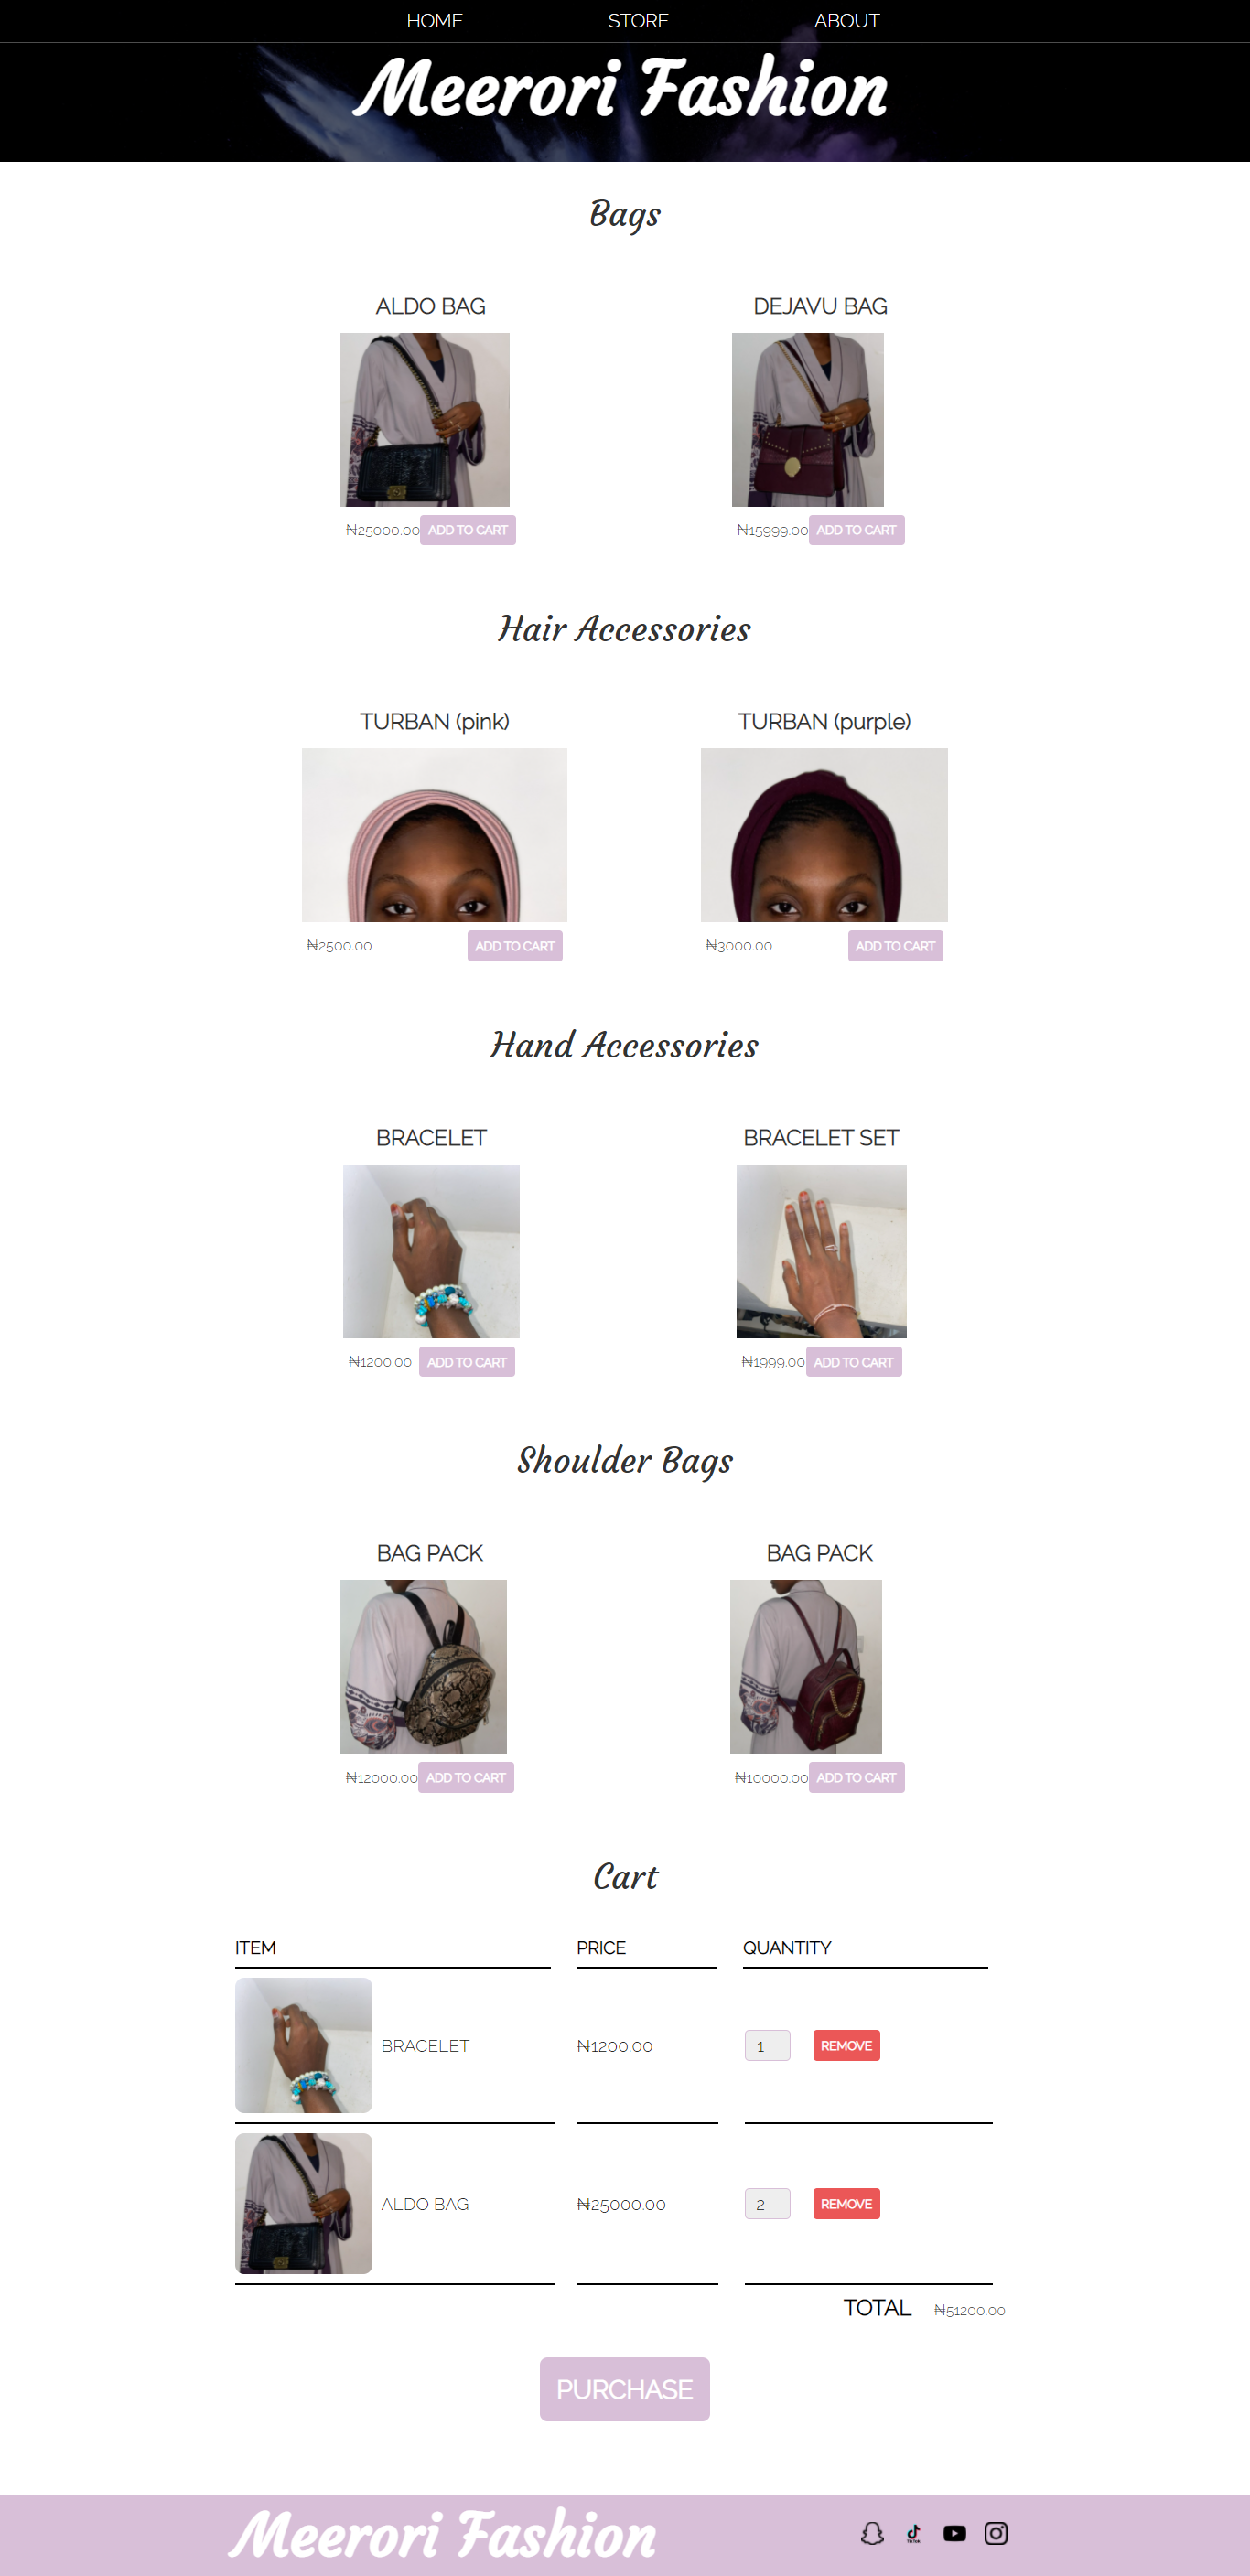 HOME STORE ABOUT
Meerori Fashion
Bags
ALDO BAG DEJAVU BAG
₦25000.00 ADD TO CART ₦15999.00 ADD TO CART
Hair Accessories
TURBAN (pink) TURBAN (purple)
₦2500.00 ADD TO CART ₦3000.00 ADD TO CART
Hand Accessories
BRACELET BRACELET SET
₦1200.00 ADD TO CART ₦1999.00 ADD TO CART
Shoulder Bags
BAG PACK BAG PACK
₦12000.00 ADD TO CART ₦10000.00 ADD TO CART
Cart
ITEM PRICE QUANTITY
BRACELET ₦1200.00 1 REMOVE
ALDO BAG ₦25000.00 2 REMOVE
TOTAL ₦51200.00
PURCHASE
Meerori Fashion